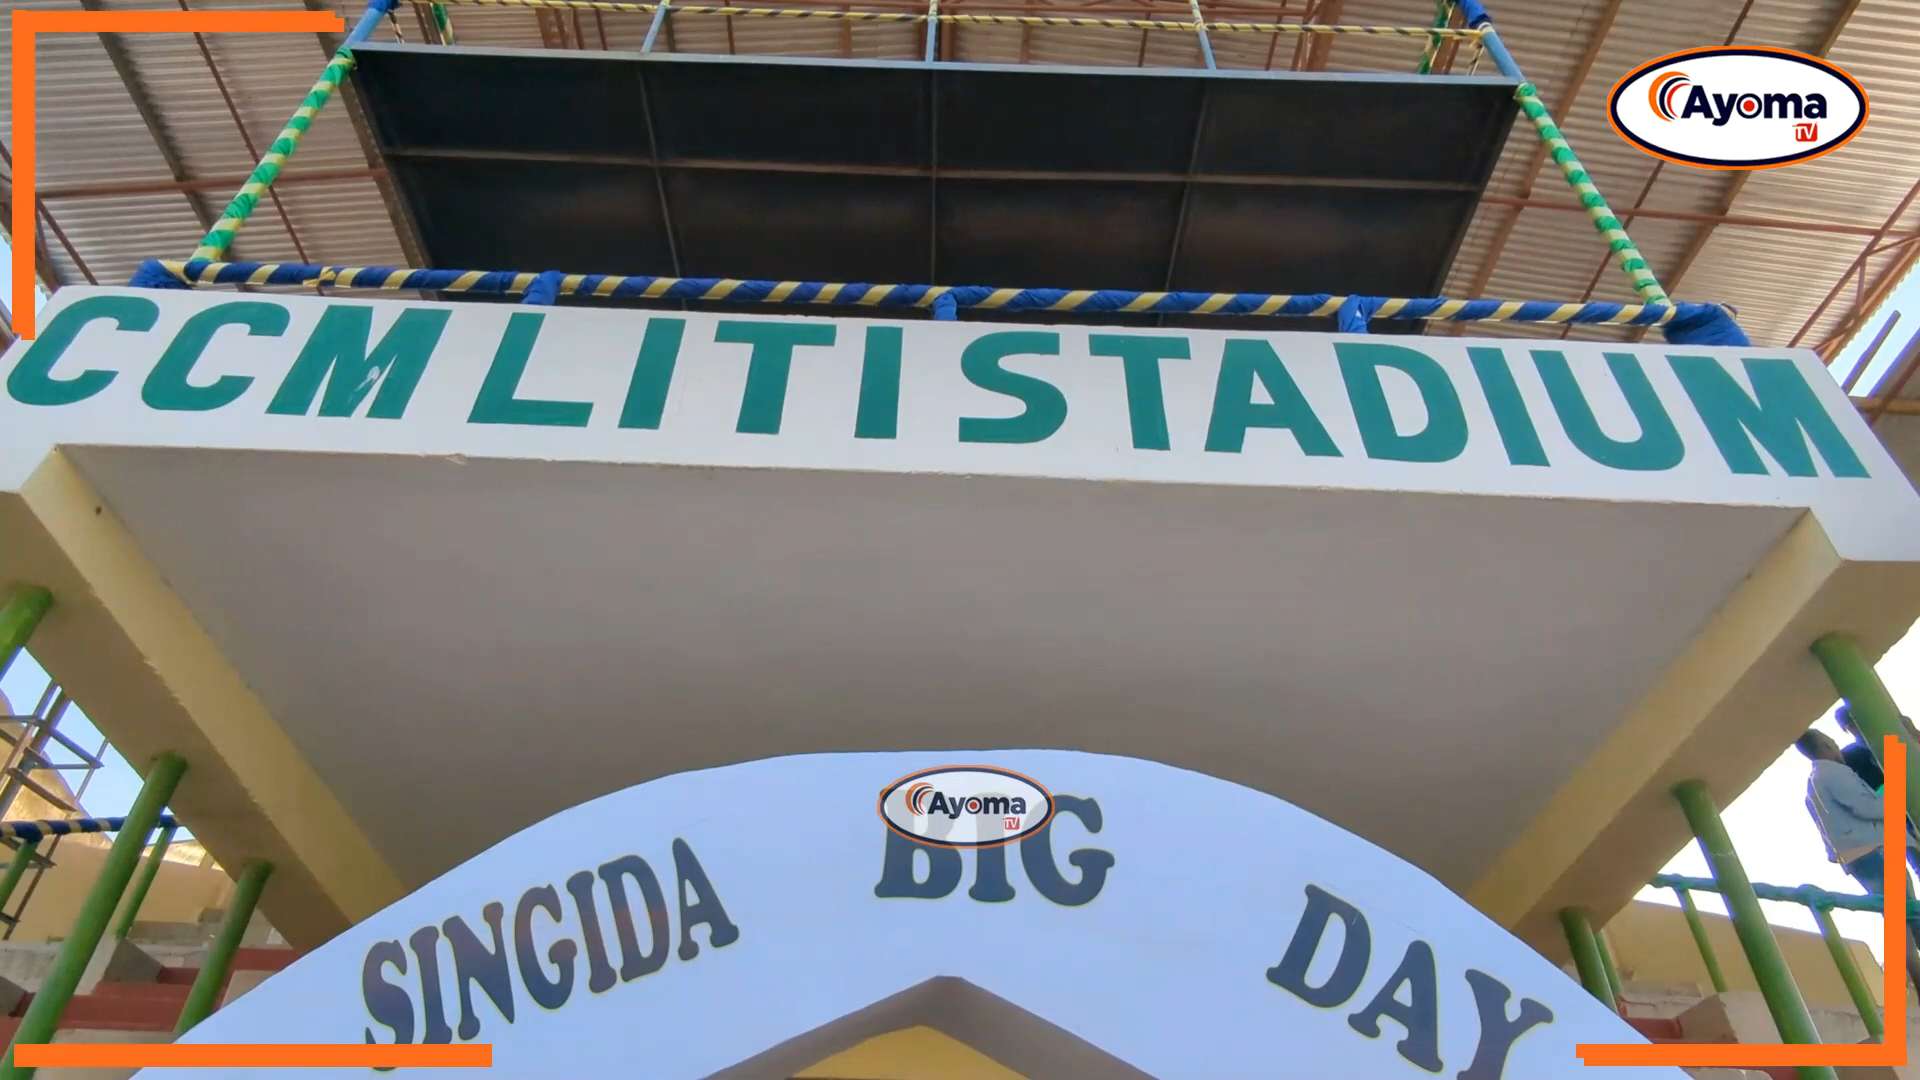 Ayoma
TV
CCM LITI STADIUM
Ayoma
TV
SINGIDA BIG DAY